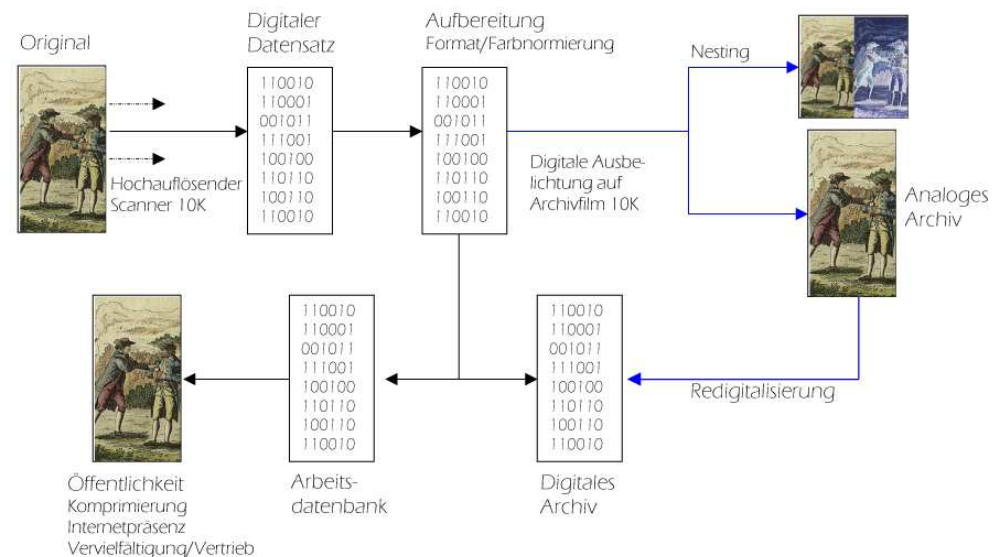 Original
Digitaler
Datensatz
Aufbereitung
Format/Farbnormierung
Nesting
110010
110001
001011
111001
100100
110110
100110
110010
110010
110001
001011
111001
100100
110110
100110
110010
Hochauflösender
Scanner 10K
Digitale Ausbe-
lichtung auf
Archivfilm 10K
Analoges
Archiv
110010
110001
001011
111001
100100
110110
100110
110010
110010
110001
001011
111001
100100
110110
100110
110010
Redigitalisierung
Öffentlichkeit
Komprimierung
Internetpräsenz
Vervielfältigung/Vertrieb
Arbeits-
datenbank
Digitales
Archiv